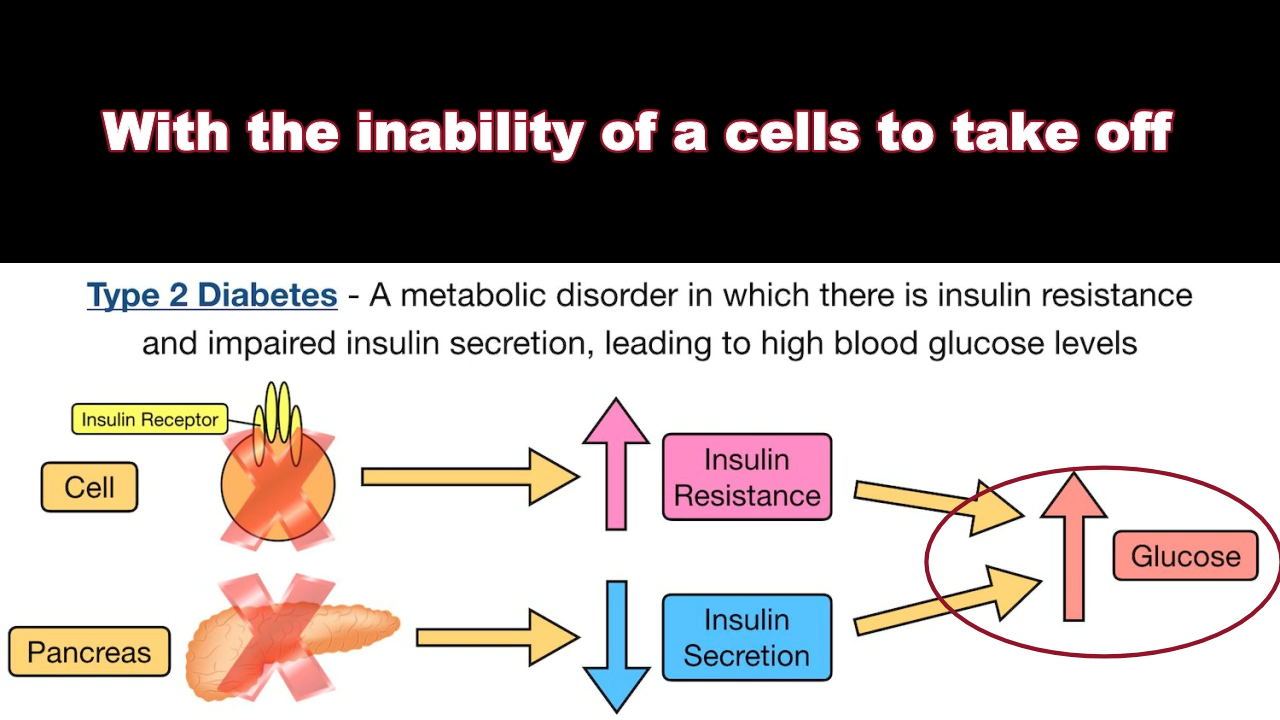 With the inability of a cells to take off
Type 2 Diabetes - A metabolic disorder in which there is insulin resistance
and impaired insulin secretion, leading to high blood glucose levels
Insulin Receptor
Cell
Insulin
Resistance
Glucose
Pancreas
Insulin
Secretion